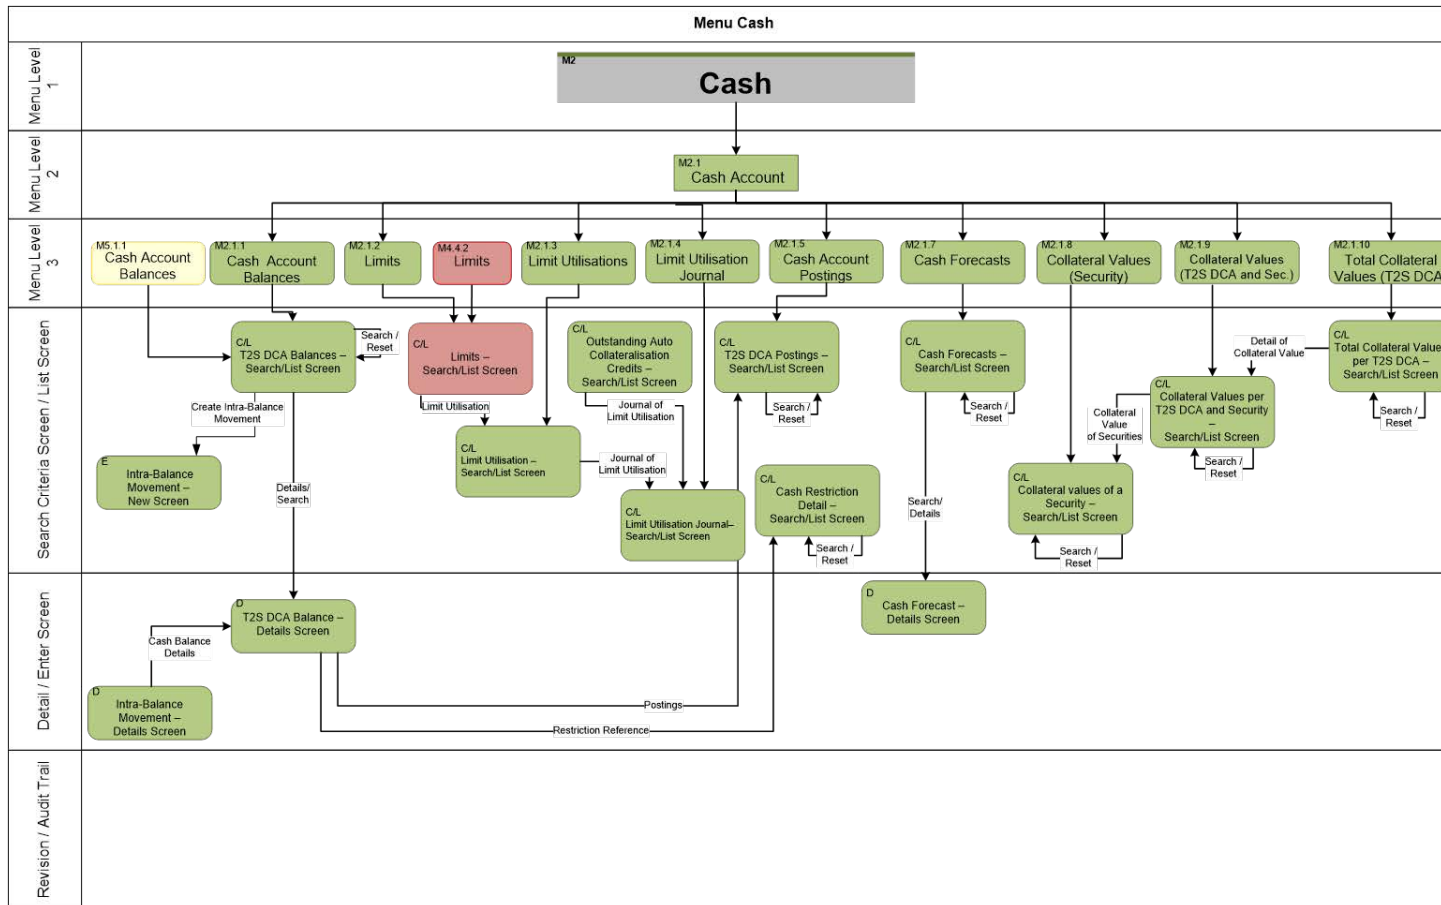 Menu Cash
Menu Level
1
M2
Cash
Menu Level
2
M2.1
Cash Account
Menu Level
3
M5.1.1
Cash Account
Balances
M2.1.1
Cash Account
Balances
M2.1.2
Limits
M4.4.2
Limits
M2.1.3
Limit Utilisations
M2.1.4
Limit Utilisation
Journal
M2.1.5
Cash Account
Postings
M2.1.7
Cash Forecasts
M2.1.8
Collateral Values
(Security)
M2.1.9
Collateral Values
(T2S DCA and Sec.)
M2.1.10
Total Collateral
Values (T2S DCA
Search Criteria Screen / List Screen
C/L
T2S DCA Balances –
Search/List Screen
Search /
Reset
C/L
Limits –
Search/List Screen
C/L
Outstanding Auto
Collateralisation
Credits –
Search/List Screen
C/L
T2S DCA Postings –
Search/List Screen
Search /
Reset
C/L
Cash Forecasts –
Search/List Screen
Search /
Reset
Detail of
Collateral Value
C/L
Total Collateral Value
per T2S DCA –
Search/List Screen
Search /
Reset
C/L
Collateral Values per
T2S DCA and Security
–
Search/List Screen
Search /
Reset
Collateral
Value
of Securities
Create Intra-Balance
Movement
Limit Utilisation
Journal of
Limit Utilisation
E
Intra-Balance
Movement –
New Screen
Details/
Search
C/L
Limit Utilisation –
Search/List Screen
Journal of
Limit Utilisation
C/L
Limit Utilisation Journal–
Search/List Screen
C/L
Cash Restriction
Detail –
Search/List Screen
Search /
Reset
Search/
Details
C/L
Collateral values of a
Security –
Search/List Screen
Search /
Reset
Detail / Enter Screen
D
T2S DCA Balance –
Details Screen
Cash Balance
Details
D
Cash Forecast –
Details Screen
D
Intra-Balance
Movement –
Details Screen
Postings
Restriction Reference
Revision / Audit Trail